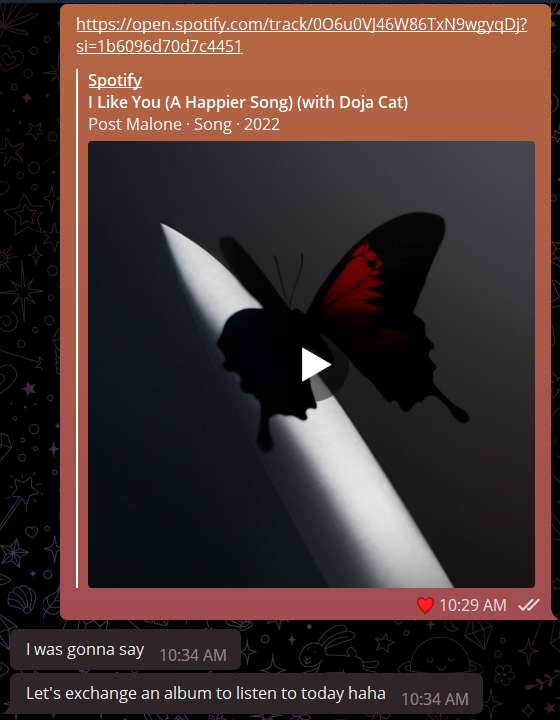 https://open.spotify.com/track/0O6u0VJ46W86TxN9wgyqDj?
si=1b6096d70d7c4451
Spotify
I Like You (A Happier Song) (with Doja Cat)
Post Malone · Song · 2022
❤️ 10:29 AM
I was gonna say 10:34 AM
Let's exchange an album to listen to today haha 10:34 AM